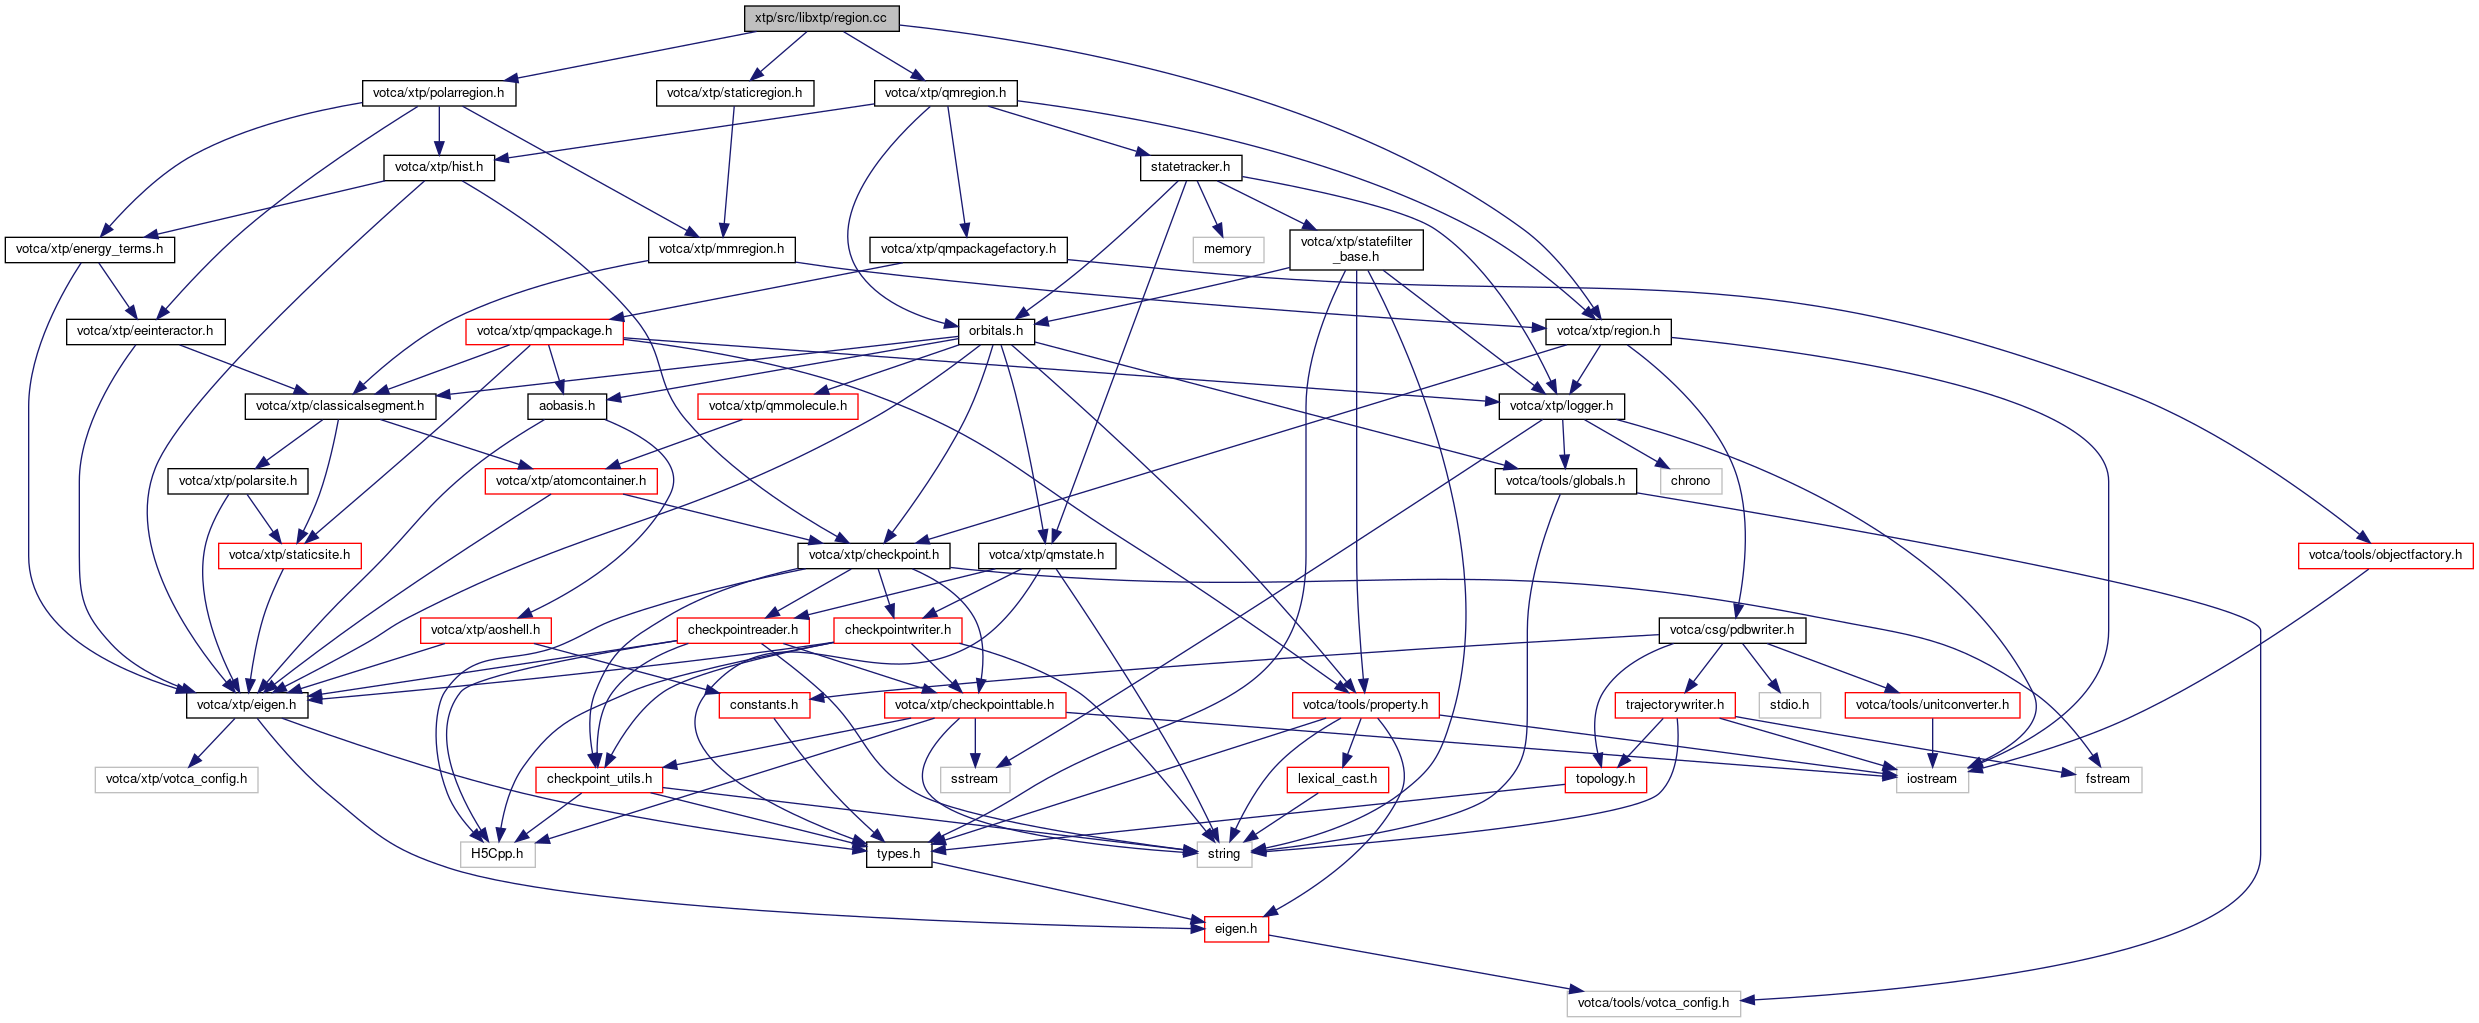 xtp/src/libxtp/region.cc
votca/xtp/polarregion.h
votca/xtp/staticregion.h
votca/xtp/qmregion.h
votca/xtp/hist.h
statetracker.h
votca/xtp/energy_terms.h
votca/xtp/mmregion.h
votca/xtp/qmpackagefactory.h
memory
votca/xtp/statefilter
_base.h
votca/xtp/eeinteractor.h
votca/xtp/qmpackage.h
orbitals.h
votca/xtp/region.h
votca/xtp/classicalsegment.h
aobasis.h
votca/xtp/qmmolecule.h
votca/xtp/logger.h
votca/xtp/polarsite.h
votca/xtp/atomcontainer.h
votca/tools/globals.h
chrono
votca/xtp/staticsite.h
votca/xtp/checkpoint.h
votca/xtp/qmstate.h
votca/tools/objectfactory.h
votca/xtp/aoshell.h
checkpointreader.h
checkpointwriter.h
votca/csg/pdbwriter.h
votca/xtp/eigen.h
constants.h
votca/xtp/checkpointtable.h
votca/tools/property.h
trajectorywriter.h
stdio.h
votca/tools/unitconverter.h
votca/xtp/votca_config.h
checkpoint_utils.h
sstream
lexical_cast.h
topology.h
iostream
fstream
H5Cpp.h
types.h
string
eigen.h
votca/tools/votca_config.h